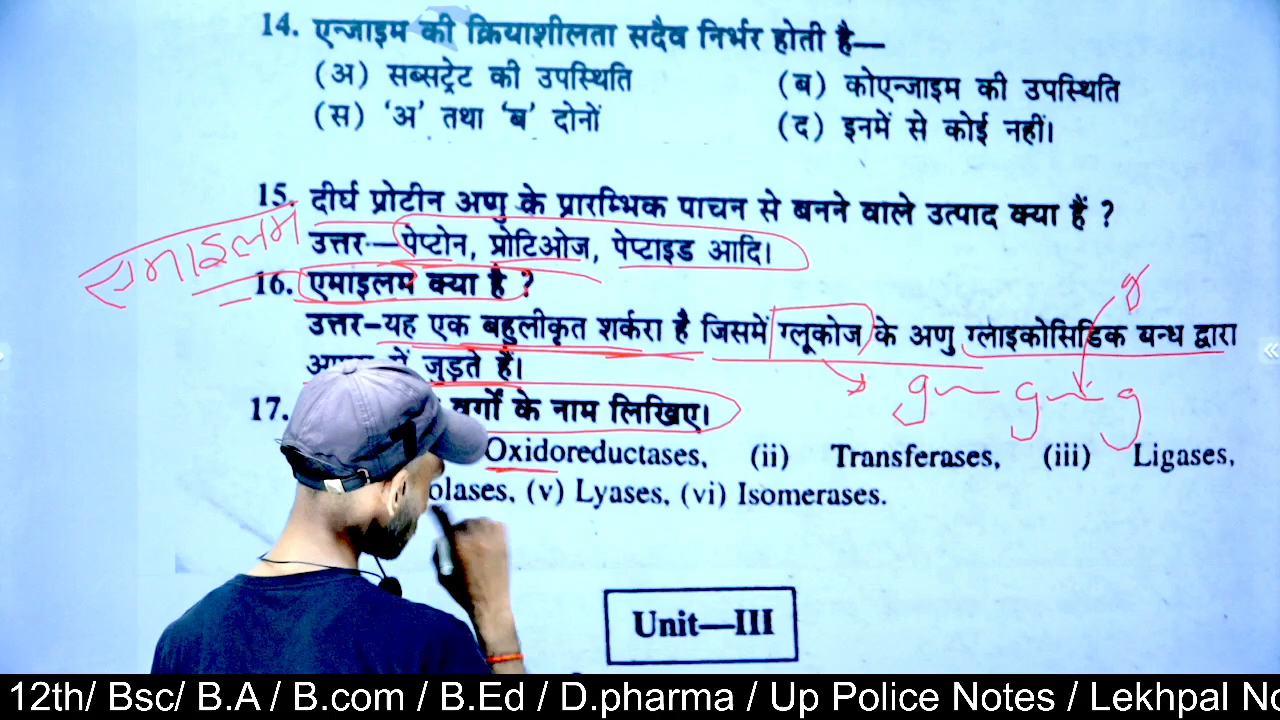 14. एन्जाइम की क्रियाशीलता सदैव निर्भर होती है—
(अ) सब्सट्रेट की उपस्थिति (ब) कोएन्जाइम की उपस्थिति
(स) ‘अ’ तथा ‘ब’ दोनों (द) इनमें से कोई नहीं।
15. दीर्घ प्रोटीन अणु के प्रारम्भिक पाचन से बनने वाले उत्पाद क्या हैं ?
एमाइलम
उत्तर—पेप्टोन, प्रोटिओज, पेप्टाइड आदि।
16. एमाइलम क्या है ?
g
उत्तर–यह एक बहुलीकृत शर्करा है जिसमें ग्लूकोज के अणु ग्लाइकोसिडिक बन्ध द्वारा
में जुड़ते हैं।
g g g
17. वर्गों के नाम लिखिए।
Oxidoreductases, (ii) Transferases, (iii) Ligases,
olases, (v) Lyases, (vi) Isomerases.
Unit—III
12th/ Bsc/ B.A / B.com / B.Ed / D.pharma / Up Police Notes / Lekhpal No